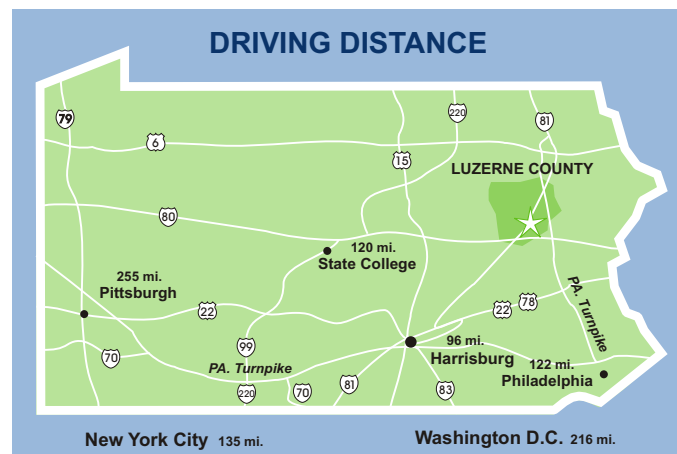 DRIVING DISTANCE
79
220
81
6
15
LUZERNE COUNTY
80
120 mi.
State College
255 mi.
Pittsburgh
22
22
78
PA. Turnpike
99
96 mi.
Harrisburg
70
PA. Turnpike
122 mi.
Philadelphia
220
70
81
83
New York City 135 mi.
Washington D.C. 216 mi.